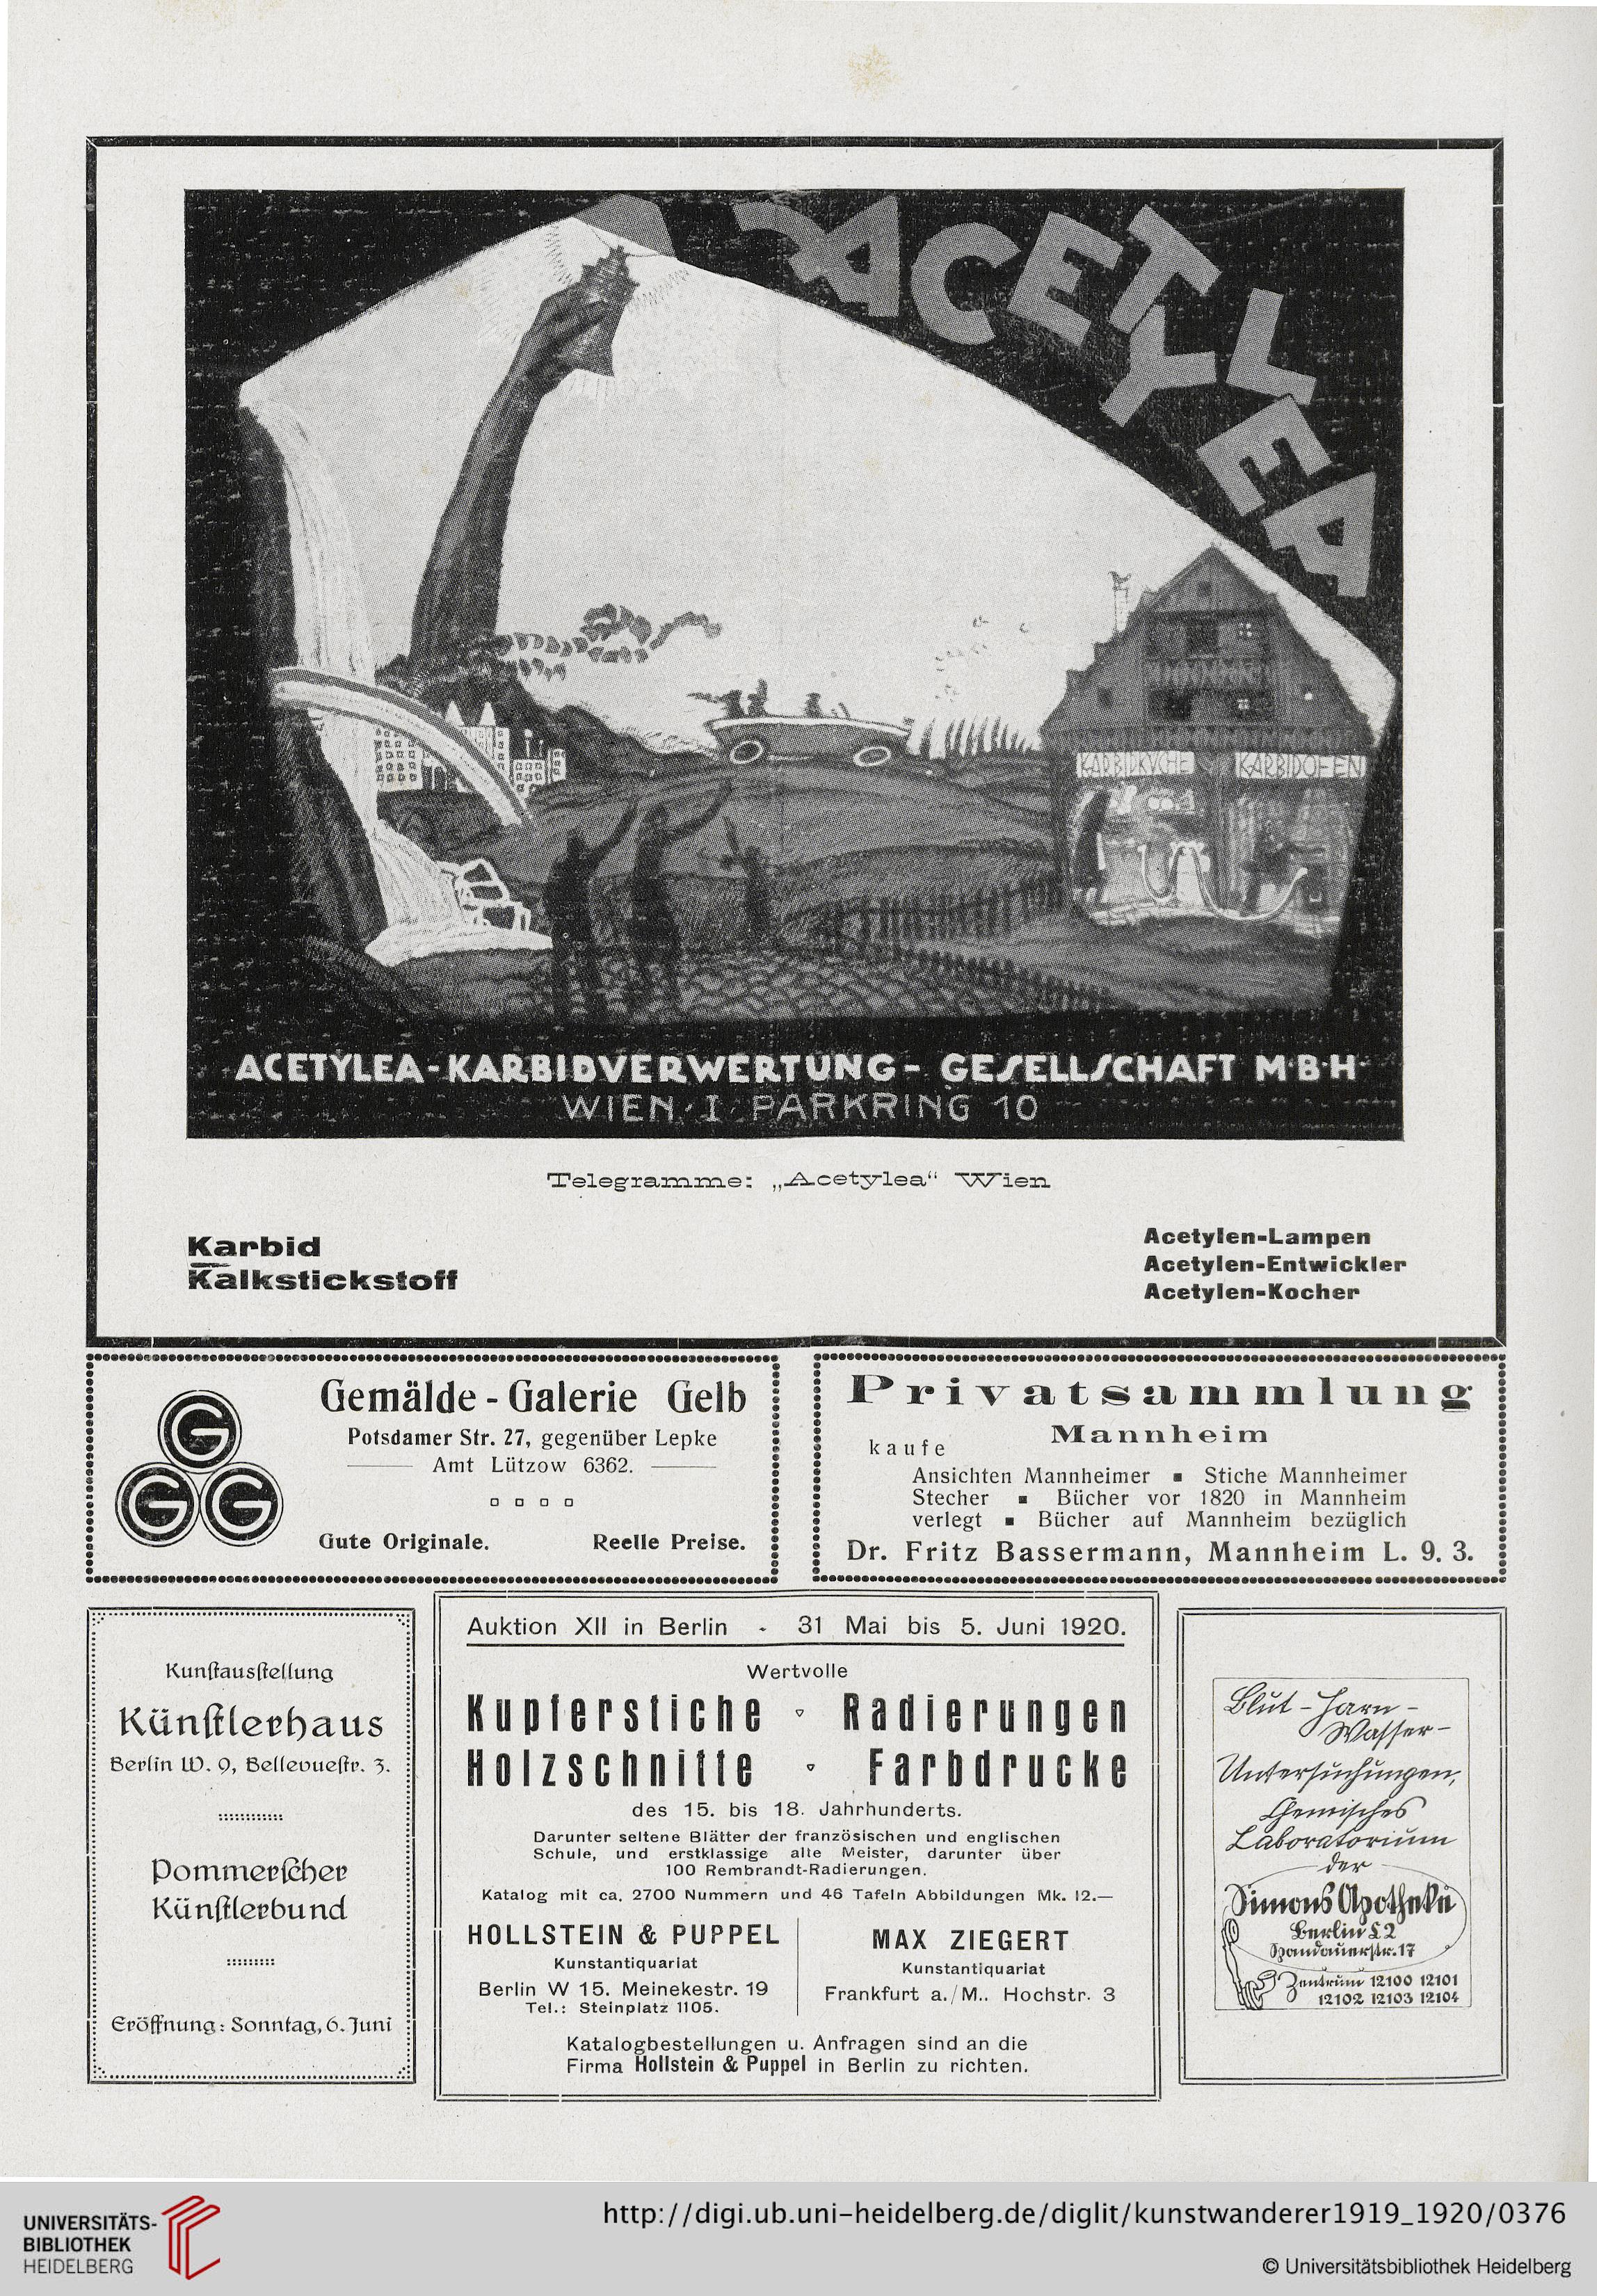 ACETYLEA
KARBIDKÜCHE
KARBIDOFEN
ACETYLEA-KARBIDVERWERTUNG-GESELLSCHAFT M·B·H·
WIEN·I·PARKRING 10
Telegramme: „Acetylea“ Wien
Karbid
Kalkstickstoff
Acetylen-Lampen
Acetylen-Entwickler
Acetylen-Kocher
G
G G
Gemälde-Galerie Gelb
Potsdamer Str. 27, gegenüber Lepke
Amt Lützow 6362.
Gute Originale. Reelle Preise.
Privatsammlung
Mannheim
kaufe
Ansichten Mannheimer ▪ Stiche Mannheimer
Stecher ▪ Bücher vor 1820 in Mannheim
verlegt ▪ Bücher auf Mannheim bezüglich
Dr. Fritz Bassermann, Mannheim L. 9. 3.
Kunſtausſtellung
Künſtlerhaus
Berlin W. 9, Bellevueſtr. 3.
Pommerſcher
Künſtlerbund
Eröffnung: Sonntag, 6. Juni
Auktion XII in Berlin - 31 Mai bis 5. Juni 1920.
Wertvolle
Kupferstiche ▿ Radierungen
Holzschnitte ▿ Farbdrucke
des 15. bis 18. Jahrhunderts.
Darunter seltene Blätter der französischen und englischen
Schule, und erstklassige alte Meister, darunter über
100 Rembrandt-Radierungen.
Katalog mit ca. 2700 Nummern und 46 Tafeln Abbildungen Mk. 12.—
HOLLSTEIN & PUPPEL
Kunstantiquariat
Berlin W 15. Meinekestr. 19
Tel.: Steinplatz 1105.
MAX ZIEGERT
Kunstantiquariat
Frankfurt a./M.. Hochstr. 3
Katalogbestellungen u. Anfragen sind an die
Firma Hollstein & Puppel in Berlin zu richten.
Blut-Harn-
Wasser-
Untersuchungen,
Chemisches
Laboratorium
der
Simons Apotheke
Berlin C2
Spandauerstr. 17
Zentrum 12100 12101
12102 12103 12104
UNIVERSITÄTS-
BIBLIOTHEK
HEIDELBERG
http://digi.ub.uni-heidelberg.de/diglit/kunstwanderer1919_1920/0376
© Universitätsbibliothek Heidelberg